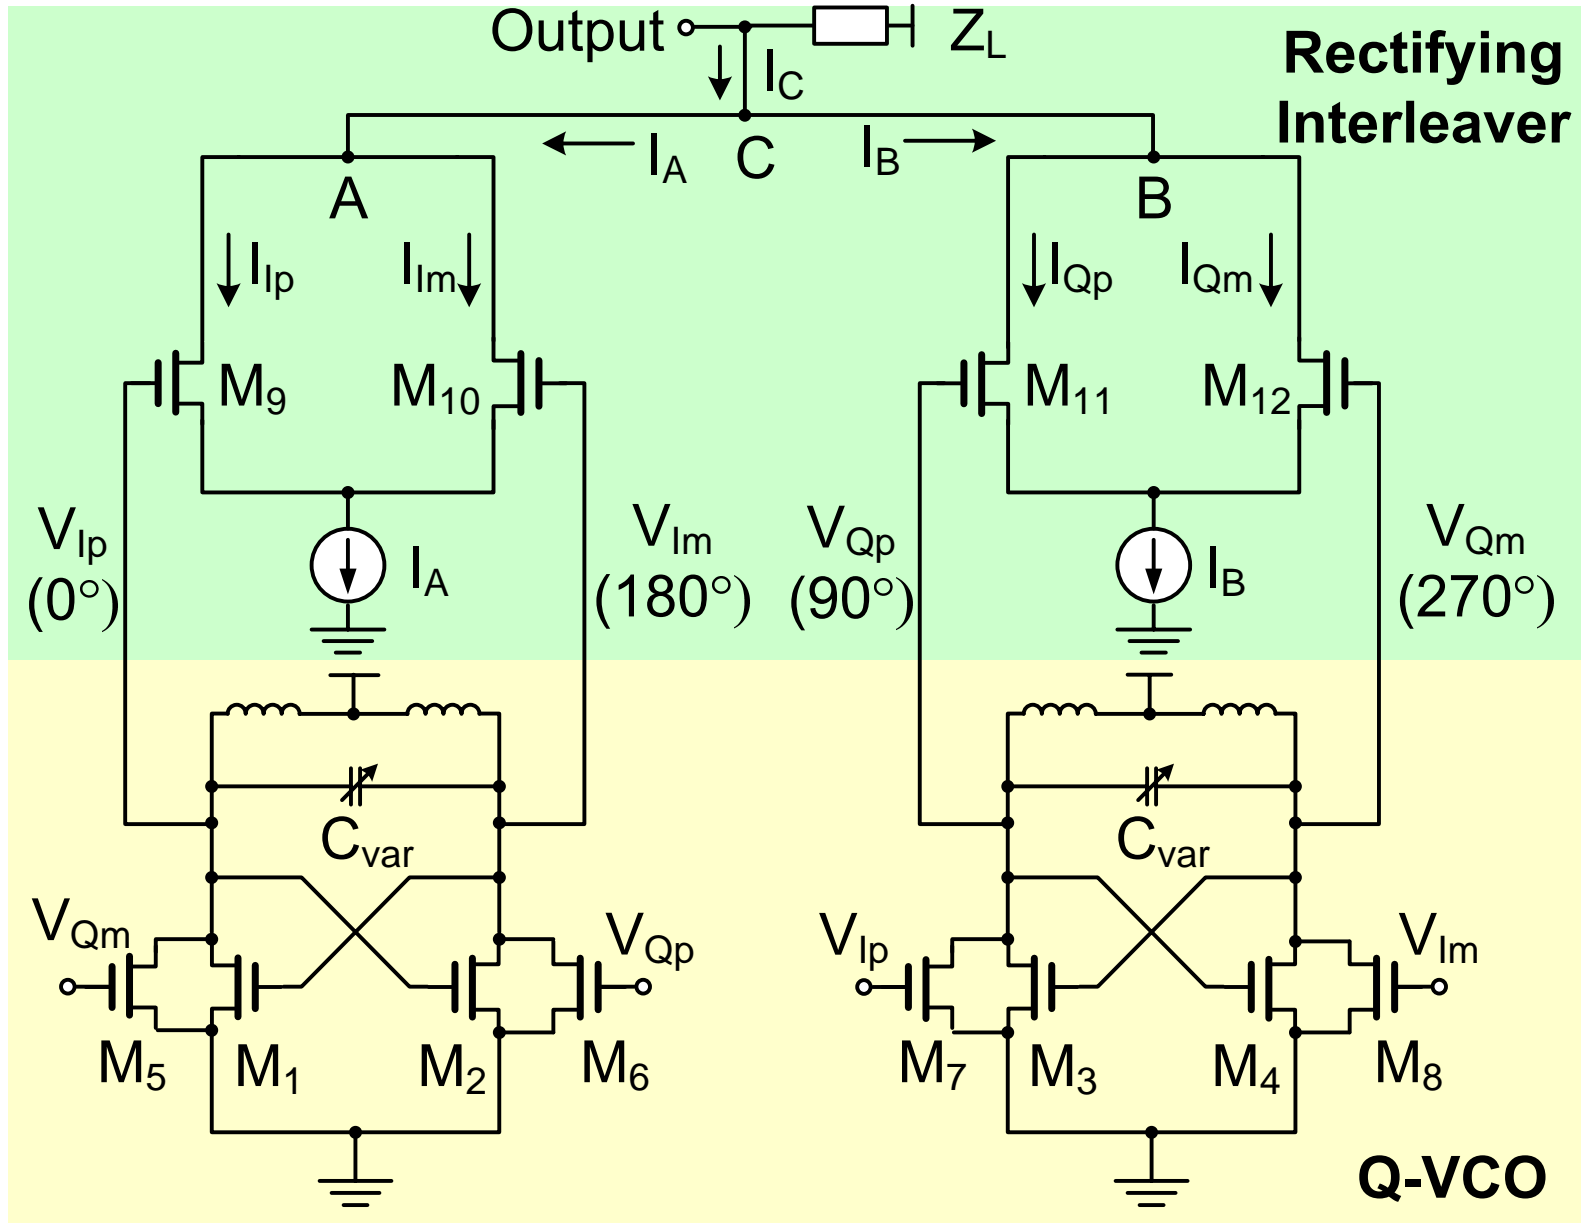 Output
Z_L
Rectifying
Interleaver
I_C
I_A
C
I_B
A
B
I_Ip
I_Im
I_Qp
I_Qm
M_9
M_10
M_11
M_12
V_Ip
(0°)
I_A
V_Im
(180°)
V_Qp
(90°)
I_B
V_Qm
(270°)
C_var
C_var
V_Qm
V_Qp
V_Ip
V_Im
M_5
M_1
M_2
M_6
M_7
M_3
M_4
M_8
Q-VCO